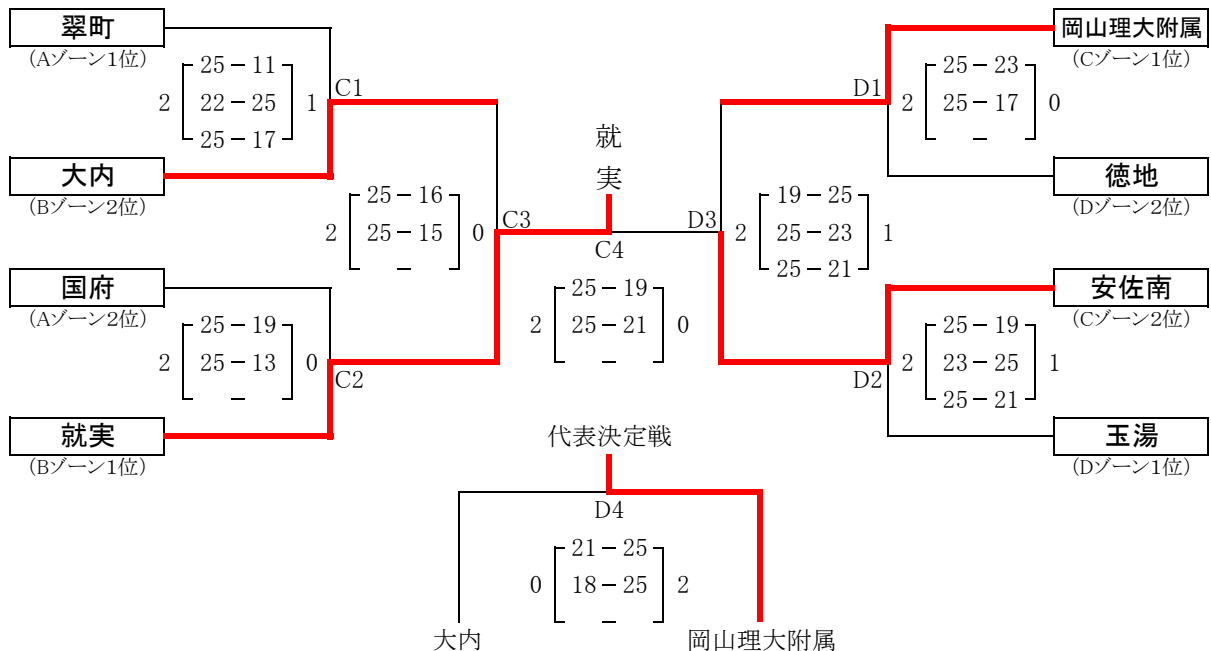 翠町
(Aゾーン1位)
25－11
2 22－25 1
25－17
C1
大内
(Bゾーン2位)
25－16
2 25－15 0
－
C3
国府
(Aゾーン2位)
25－19
2 25－13 0
－
C2
就実
(Bゾーン1位)
就
実
C4
25－19
2 25－21 0
－
岡山理大附属
(Cゾーン1位)
D1
25－23
2 25－17 0
－
徳地
(Dゾーン2位)
D3
19－25
2 25－23 1
25－21
安佐南
(Cゾーン2位)
25－19
D2 2 23－25 1
25－21
玉湯
(Dゾーン1位)
代表決定戦
D4
21－25
0 18－25 2
－
大内 岡山理大附属